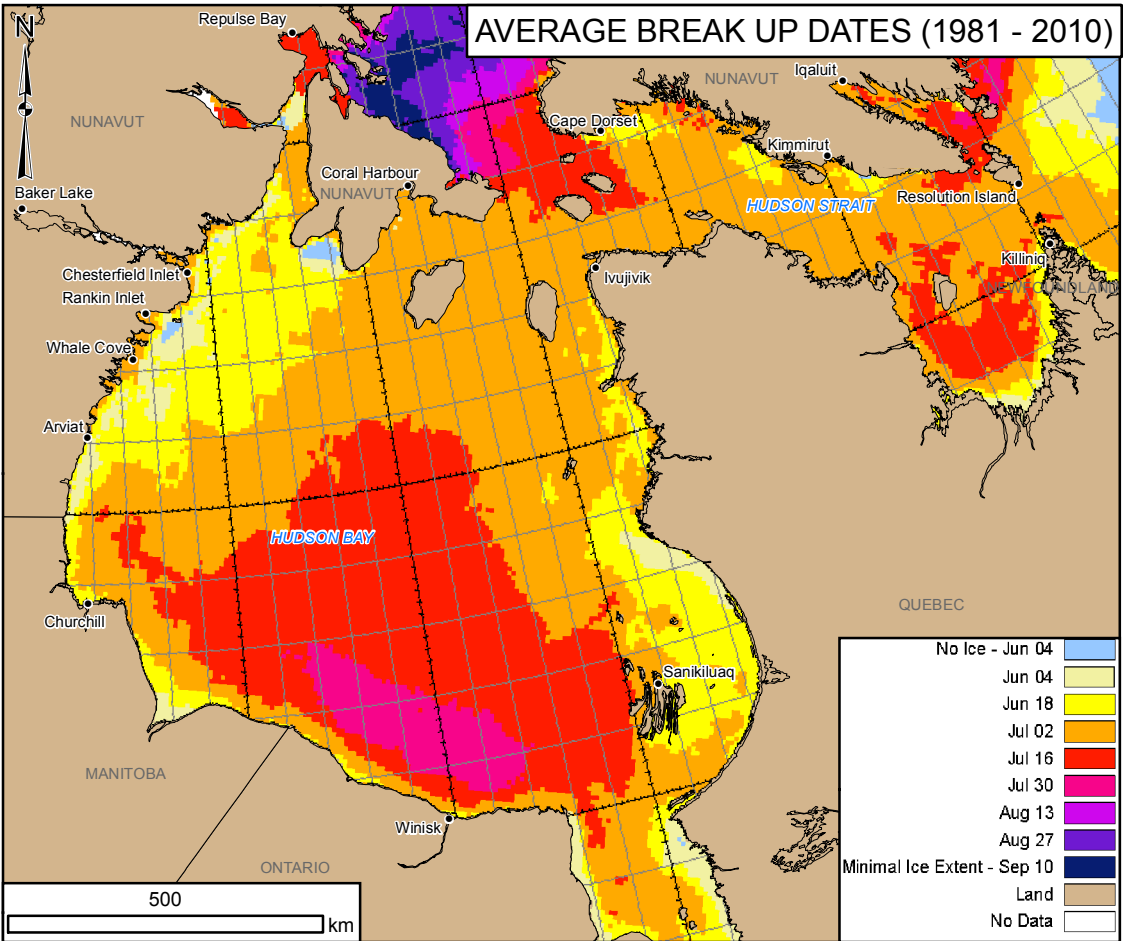 AVERAGE BREAK UP DATES (1981 - 2010)
N
Repulse Bay
Iqaluit
NUNAVUT
NUNAVUT
Cape Dorset
Kimmirut
Coral Harbour
NUNAVUT
Baker Lake
HUDSON STRAIT
Resolution Island
Killiniq
Chesterfield Inlet
Ivujivik
NEWFOUNDLAND
Rankin Inlet
Whale Cove
Arviat
HUDSON BAY
Churchill
QUEBEC
Sanikiluaq
MANITOBA
Winisk
ONTARIO
No Ice - Jun 04
Jun 04
Jun 18
Jul 02
Jul 16
Jul 30
Aug 13
Aug 27
Minimal Ice Extent - Sep 10
Land
No Data
500
km